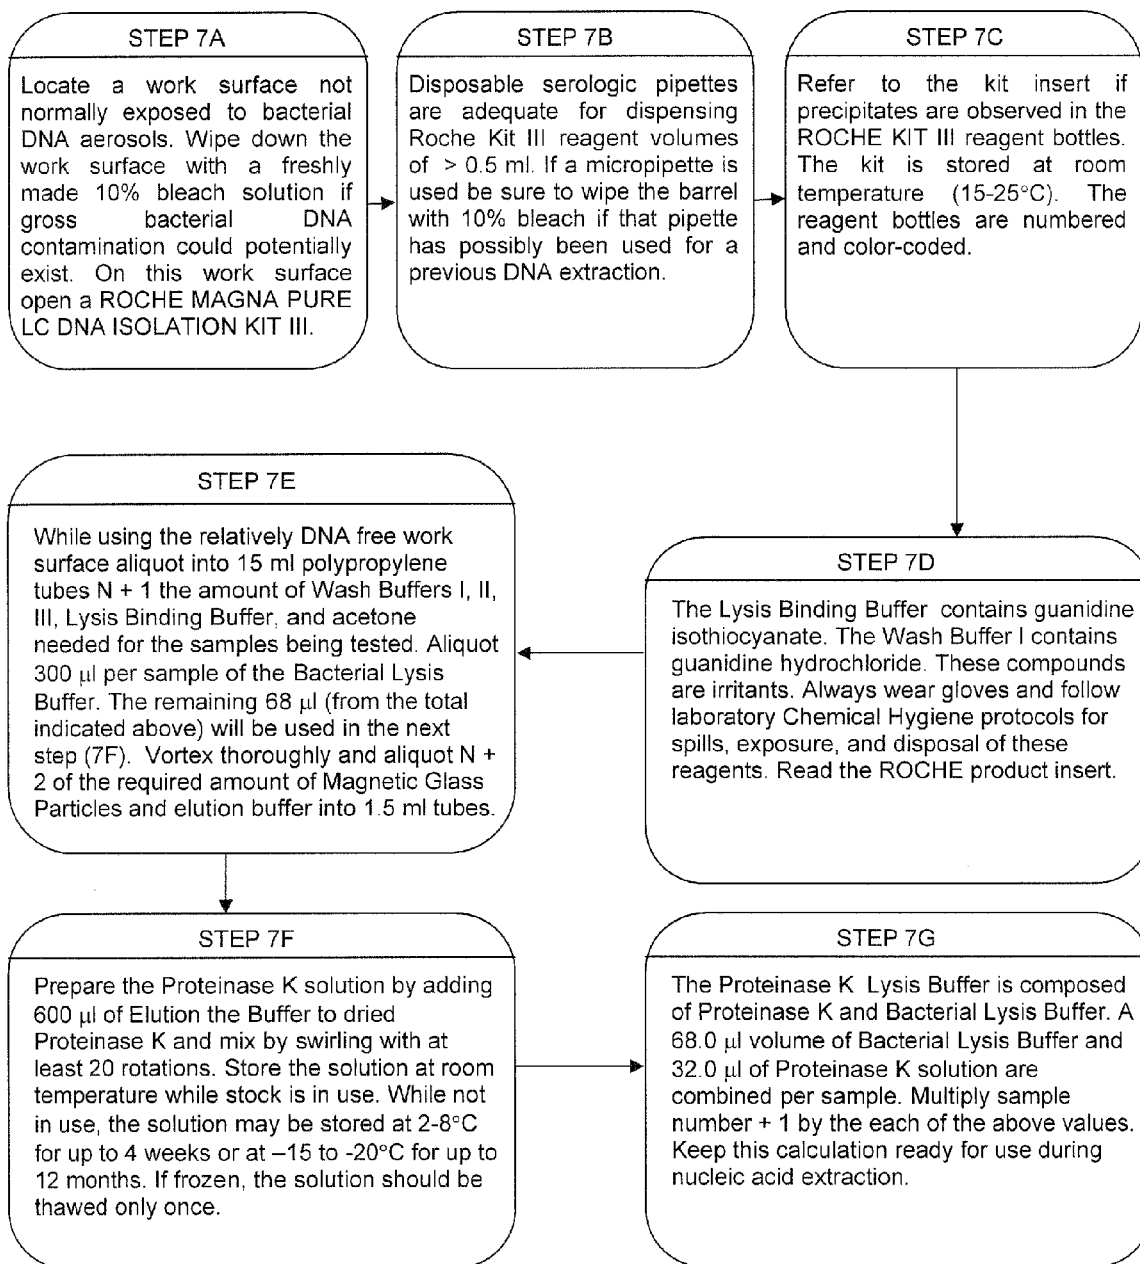 STEP 7A
Locate a work surface not
normally exposed to bacterial
DNA aerosols. Wipe down the
work surface with a freshly
made 10% bleach solution if
gross bacterial DNA
contamination could potentially
exist. On this work surface
open a ROCHE MAGNA PURE
LC DNA ISOLATION KIT III.
STEP 7B
Disposable serologic pipettes
are adequate for dispensing
Roche Kit III reagent volumes
of > 0.5 ml. If a micropipette is
used be sure to wipe the barrel
with 10% bleach if that pipette
has possibly been used for a
previous DNA extraction.
STEP 7C
Refer to the kit insert if
precipitates are observed in the
ROCHE KIT III reagent bottles.
The kit is stored at room
temperature (15-25°C). The
reagent bottles are numbered
and color-coded.
STEP 7D
The Lysis Binding Buffer contains guanidine
isothiocyanate. The Wash Buffer I contains
guanidine hydrochloride. These compounds
are irritants. Always wear gloves and follow
laboratory Chemical Hygiene protocols for
spills, exposure, and disposal of these
reagents. Read the ROCHE product insert.
STEP 7E
While using the relatively DNA free work
surface aliquot into 15 ml polypropylene
tubes N + 1 the amount of Wash Buffers I, II,
III, Lysis Binding Buffer, and acetone
needed for the samples being tested. Aliquot
300 µl per sample of the Bacterial Lysis
Buffer. The remaining 68 µl (from the total
indicated above) will be used in the next
step (7F). Vortex thoroughly and aliquot N +
2 of the required amount of Magnetic Glass
Particles and elution buffer into 1.5 ml tubes.
STEP 7F
Prepare the Proteinase K solution by adding
600 µl of Elution the Buffer to dried
Proteinase K and mix by swirling with at
least 20 rotations. Store the solution at room
temperature while stock is in use. While not
in use, the solution may be stored at 2-8°C
for up to 4 weeks or at –15 to -20°C for up to
12 months. If frozen, the solution should be
thawed only once.
STEP 7G
The Proteinase K Lysis Buffer is composed
of Proteinase K and Bacterial Lysis Buffer. A
68.0 µl volume of Bacterial Lysis Buffer and
32.0 µl of Proteinase K solution are
combined per sample. Multiply sample
number + 1 by the each of the above values.
Keep this calculation ready for use during
nucleic acid extraction.